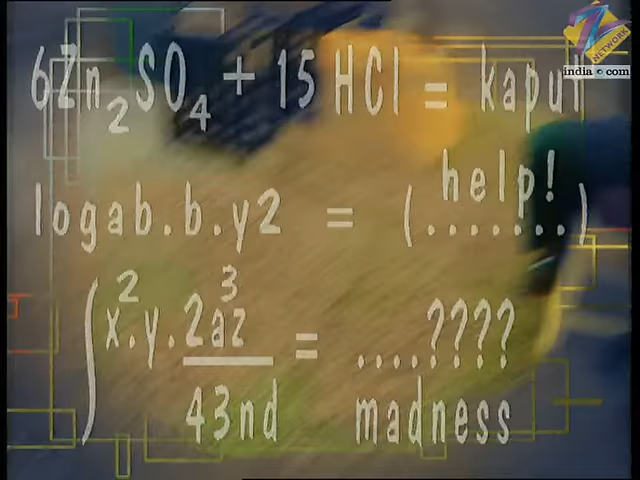 Z NETWORK
india.com
6Zn₂SO₄ + 15 HCl = kaput
logab.b.y2 = (.......) help!
∫x².y.2az³/43nd = ....????
madness